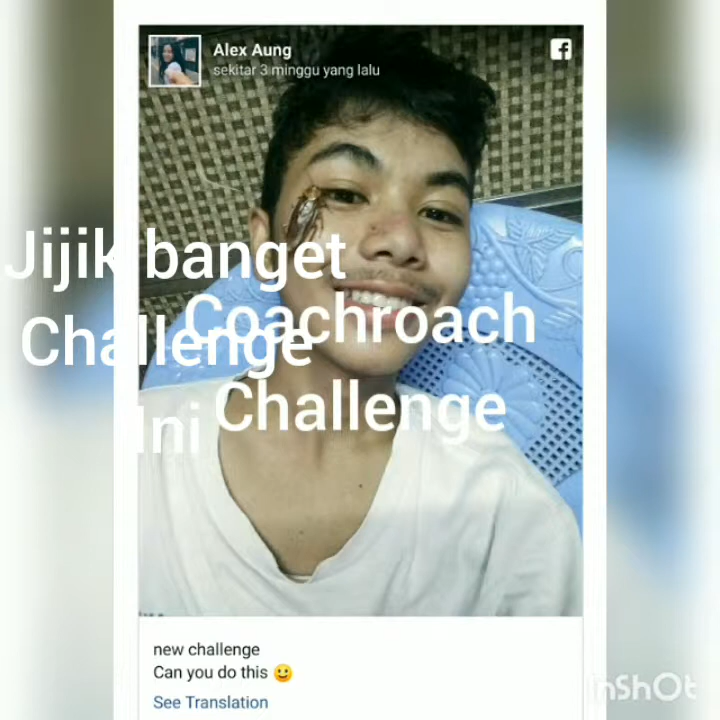 Alex Aung
sekitar 3 minggu yang lalu
f
Jijik banget
Challenge
Ini
Coachroach
Challenge
new challenge
Can you do this
See Translation
InShOt